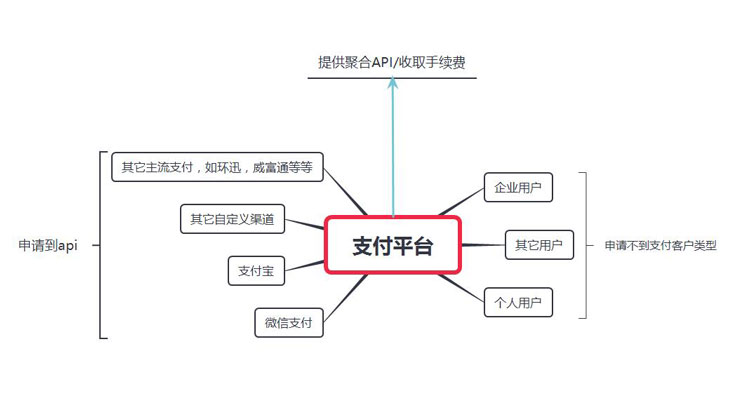 提供聚合API/收取手续费
其它主流支付，如环迅，威富通等等
其它自定义渠道
支付宝
微信支付
申请到api
支付平台
企业用户
其它用户
个人用户
申请不到支付客户类型